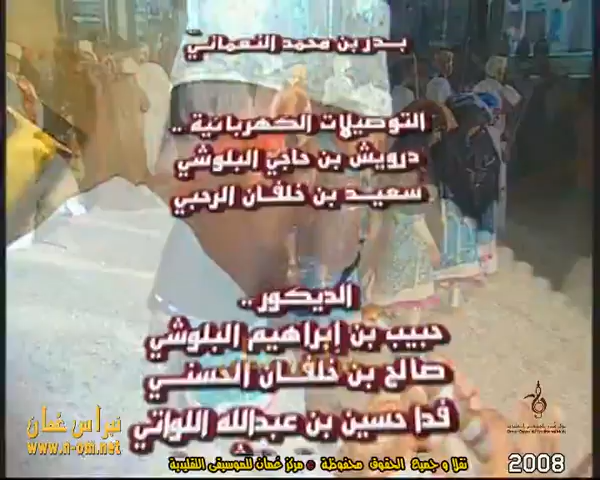 بدر بن محمد النعماني
التوصيلات الكهربائية ..
درويش بن حاجي البلوشي
سعيد بن خلفان الرحبي
الديكور ..
حبيب بن إبراهيم البلوشي
صالح بن خلفان الحسني
فدا حسين بن عبدالله اللواتي
نبراس عُمان
www.n-om.net
نقلا و جميع الحقوق محفوظة © مركز عُمان للموسيقى التقليدية
2008